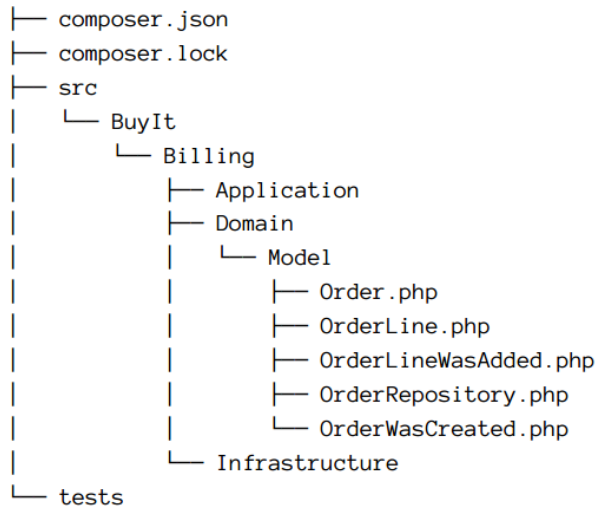 ├── composer.json
├── composer.lock
├── src
│   └── BuyIt
│       └── Billing
│           ├── Application
│           ├── Domain
│           │   └── Model
│           │       ├── Order.php
│           │       ├── OrderLine.php
│           │       ├── OrderLineWasAdded.php
│           │       ├── OrderRepository.php
│           │       └── OrderWasCreated.php
│           └── Infrastructure
└── tests